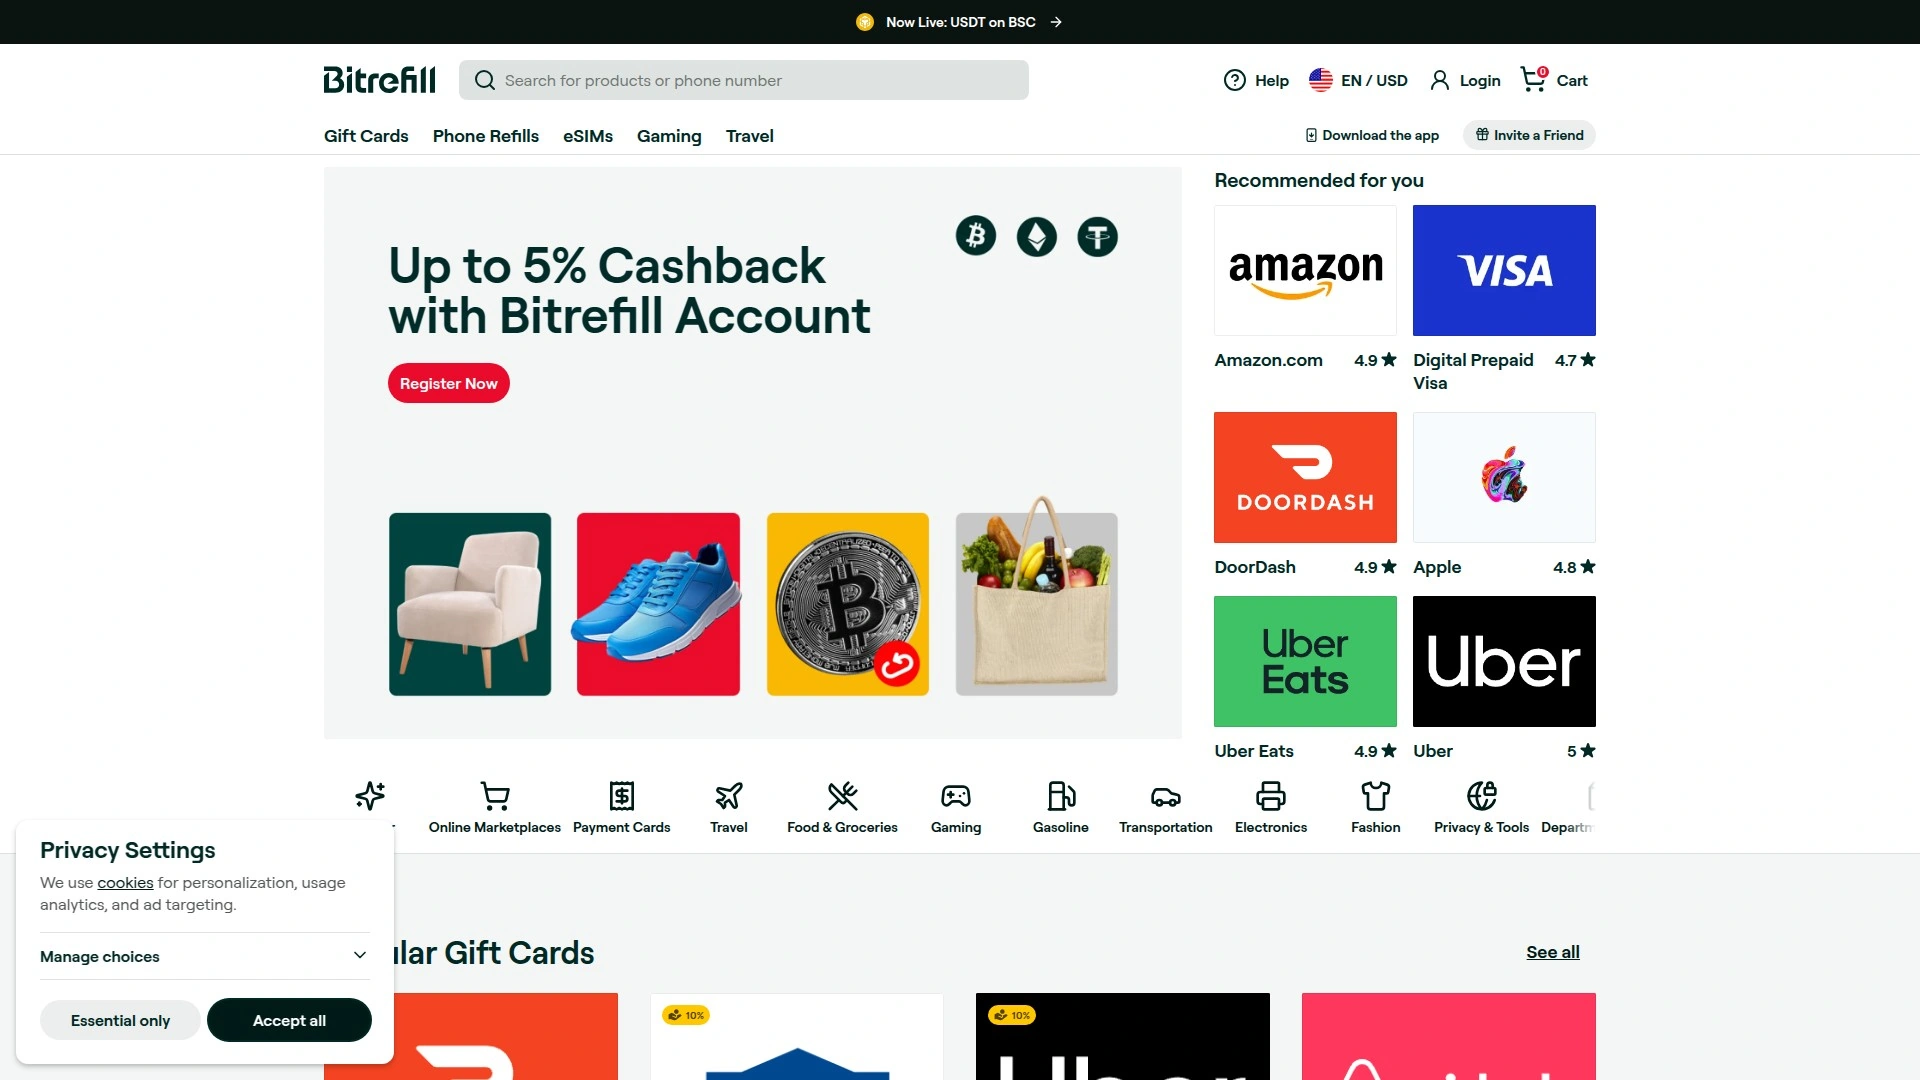 Now Live: USDT on BSC
Bitrefill
Search for products or phone number
Help
EN / USD
Login
0
Cart
Gift Cards
Phone Refills
eSIMs
Gaming
Travel
Download the app
Invite a Friend
Up to 5% Cashback
with Bitrefill Account
Register Now
Recommended for you
amazon
VISA
Amazon.com 4.9
Digital Prepaid 4.7
Visa
DOORDASH
DoorDash 4.9
Apple 4.8
Uber
Eats
Uber
Uber Eats 4.9
Uber 5
Online Marketplaces
Payment Cards
Travel
Food & Groceries
Gaming
Gasoline
Transportation
Electronics
Fashion
Privacy & Tools
Privacy Settings
We use cookies for personalization, usage
analytics, and ad targeting.
Manage choices
Essential only
Accept all
Gift Cards
See all
10%
10%